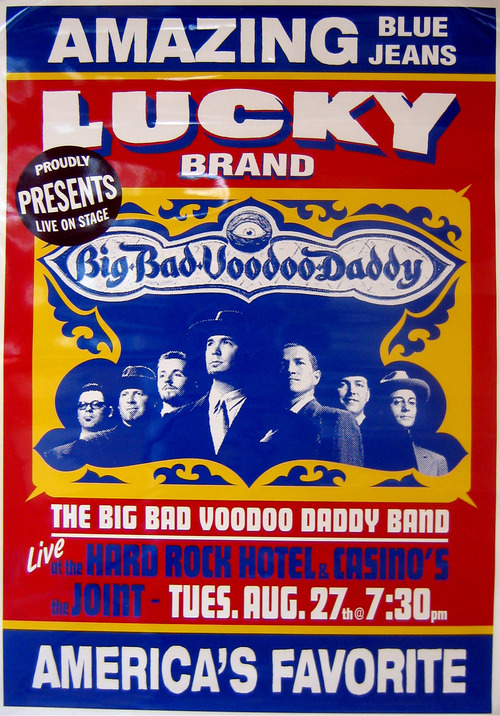 AMAZING BLUE JEANS
LUCKY
BRAND
PROUDLY
PRESENTS
LIVE ON STAGE
Big·Bad·Voodoo·Daddy
THE BIG BAD VOODOO DADDY BAND
Live at the HARD ROCK HOTEL & CASINO'S
the JOINT - TUES. AUG. 27th @ 7:30pm
AMERICA'S FAVORITE